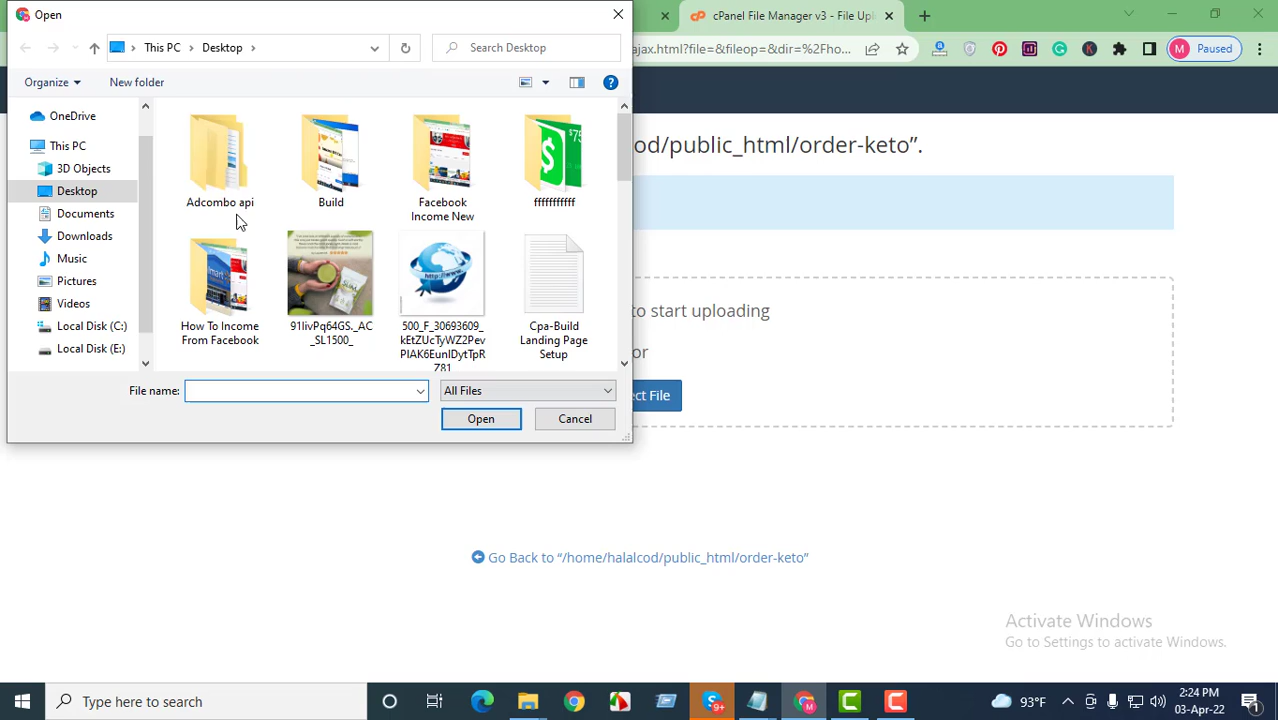 Open
cPanel File Manager v3 - File Upl
This PC
Desktop
Search Desktop
ajax.html?file=&fileop=&dir=%2Fho...
M
Paused
Organize
New folder
OneDrive
This PC
3D Objects
Desktop
Documents
Downloads
Music
Pictures
Videos
Local Disk (C:)
Local Disk (E:)
Adcombo api
Build
Facebook
Income New
$75
ffffffffffff
How To Income
From Facebook
91IivPq64GS._AC
_SL1500_
500_F_30693609_
kEtZUcTyWZ2Pev
PIAK6EunIDytTpR
Z81
Cpa-Build
Landing Page
Setup
File name:
All Files
Open
Cancel
od/public_html/order-keto”.
to start uploading
or
ct File
Go Back to “/home/halalcod/public_html/order-keto”
Activate Windows
Go to Settings to activate Windows.
Type here to search
9+
93°F
2:24 PM
03-Apr-22